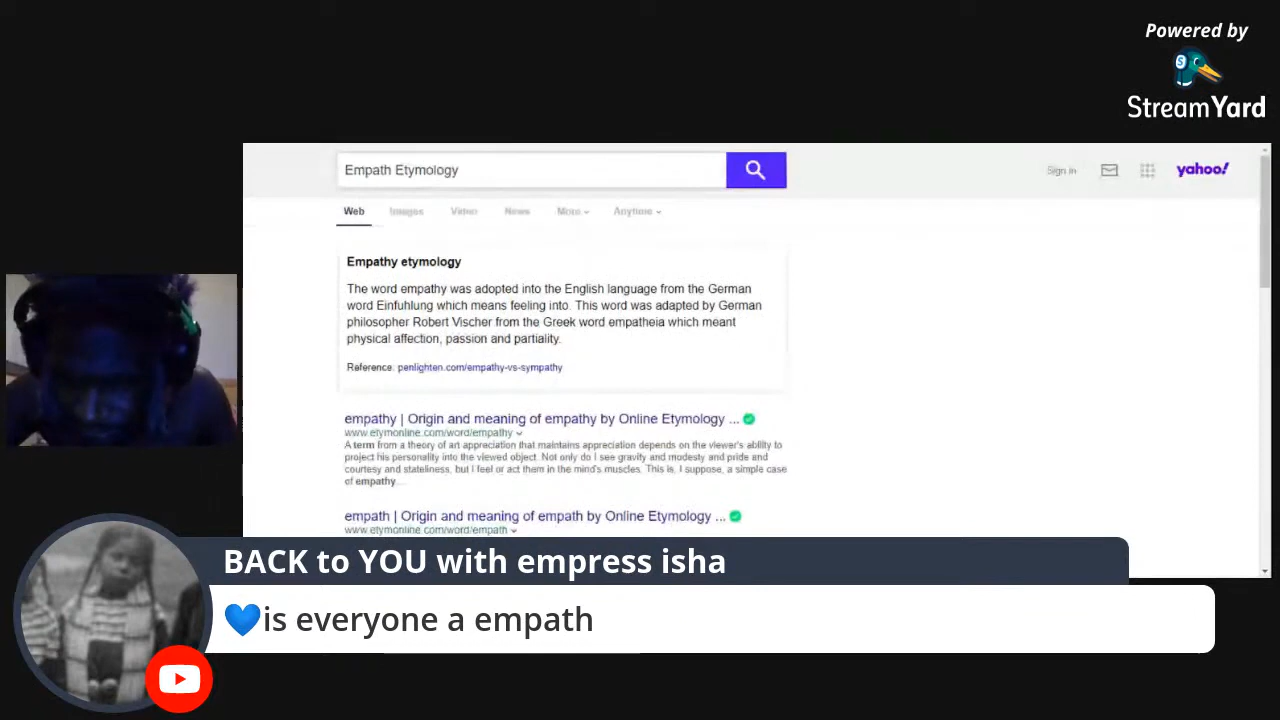 Powered by
StreamYard
Empath Etymology
Sign in
yahoo!
Web Images Video News More Anytime
Empathy etymology
The word empathy was adopted into the English language from the German
word Einfuhlung which means feeling into. This word was adapted by German
philosopher Robert Vischer from the Greek word empatheia which meant
physical affection, passion and partiality.
Reference: penlighten.com/empathy-vs-sympathy
empathy | Origin and meaning of empathy by Online Etymology ...
www.etymonline.com/word/empathy
A term from a theory of art appreciation that maintains appreciation depends on the viewer's ability to
project his personality into the viewed object. Not only do I see gravity and modesty and pride and
courtesy and stateliness, but I feel or act them in the mind's muscles. This is, I suppose, a simple case
of empathy...
empath | Origin and meaning of empath by Online Etymology ...
www.etymonline.com/word/empath
BACK to YOU with empress isha
💙is everyone a empath